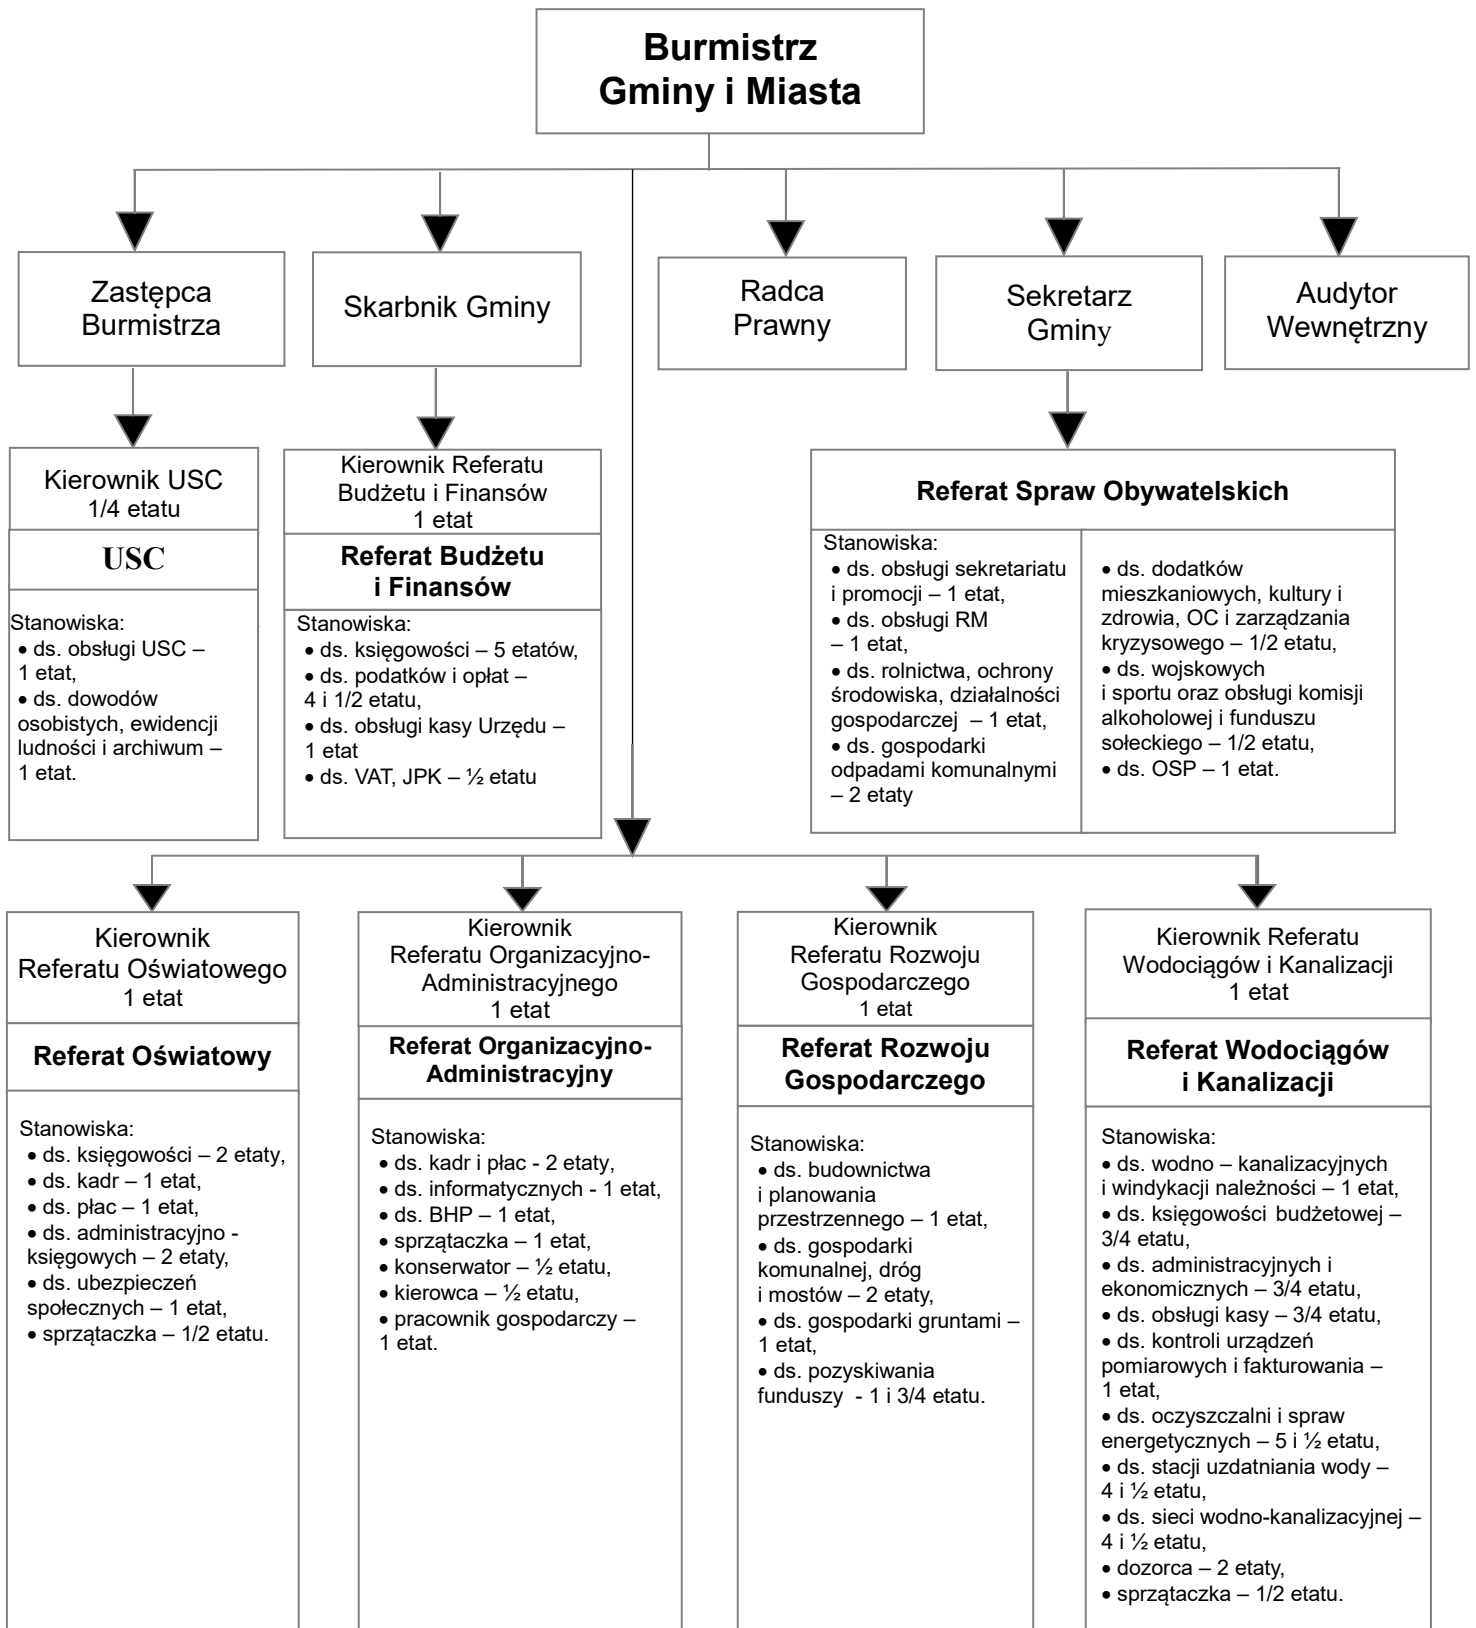 Burmistrz
Gminy i Miasta
Zastępca
Burmistrza
Skarbnik Gminy
Radca
Prawny
Sekretarz
Gminy
Audytor
Wewnętrzny
Kierownik USC
1/4 etatu
USC
Stanowiska:
• ds. obsługi USC –
1 etat,
• ds. dowodów
osobistych, ewidencji
ludności i archiwum –
1 etat.
Kierownik Referatu
Budżetu i Finansów
1 etat
Referat Budżetu
i Finansów
Stanowiska:
• ds. księgowości – 5 etatów,
• ds. podatków i opłat –
4 i 1/2 etatu,
• ds. obsługi kasy Urzędu –
1 etat
• ds. VAT, JPK – ½ etatu
Referat Spraw Obywatelskich
Stanowiska:
• ds. obsługi sekretariatu
i promocji – 1 etat,
• ds. obsługi RM
– 1 etat,
• ds. rolnictwa, ochrony
środowiska, działalności
gospodarczej – 1 etat,
• ds. gospodarki
odpadami komunalnymi
– 2 etaty
• ds. dodatków
mieszkaniowych, kultury i
zdrowia, OC i zarządzania
kryzysowego – 1/2 etatu,
• ds. wojskowych
i sportu oraz obsługi komisji
alkoholowej i funduszu
sołeckiego – 1/2 etatu,
• ds. OSP – 1 etat.
Kierownik
Referatu Oświatowego
1 etat
Referat Oświatowy
Stanowiska:
• ds. księgowości – 2 etaty,
• ds. kadr – 1 etat,
• ds. płac – 1 etat,
• ds. administracyjno -
księgowych – 2 etaty,
• ds. ubezpieczeń
społecznych – 1 etat,
• sprzątaczka – 1/2 etatu.
Kierownik
Referatu Organizacyjno-
Administracyjnego
1 etat
Referat Organizacyjno-
Administracyjny
Stanowiska:
• ds. kadr i płac - 2 etaty,
• ds. informatycznych - 1 etat,
• ds. BHP – 1 etat,
• sprzątaczka – 1 etat,
• konserwator – ½ etatu,
• kierowca – ½ etatu,
• pracownik gospodarczy –
1 etat.
Kierownik
Referatu Rozwoju
Gospodarczego
1 etat
Referat Rozwoju
Gospodarczego
Stanowiska:
• ds. budownictwa
i planowania
przestrzennego – 1 etat,
• ds. gospodarki
komunalnej, dróg
i mostów – 2 etaty,
• ds. gospodarki gruntami –
1 etat,
• ds. pozyskiwania
funduszy - 1 i 3/4 etatu.
Kierownik Referatu
Wodociągów i Kanalizacji
1 etat
Referat Wodociągów
i Kanalizacji
Stanowiska:
• ds. wodno – kanalizacyjnych
i windykacji należności – 1 etat,
• ds. księgowości budżetowej –
3/4 etatu,
• ds. administracyjnych i
ekonomicznych – 3/4 etatu,
• ds. obsługi kasy – 3/4 etatu,
• ds. kontroli urządzeń
pomiarowych i fakturowania –
1 etat,
• ds. oczyszczalni i spraw
energetycznych – 5 i ½ etatu,
• ds. stacji uzdatniania wody –
4 i ½ etatu,
• ds. sieci wodno-kanalizacyjnej –
4 i ½ etatu,
• dozorca – 2 etaty,
• sprzątaczka – 1/2 etatu.